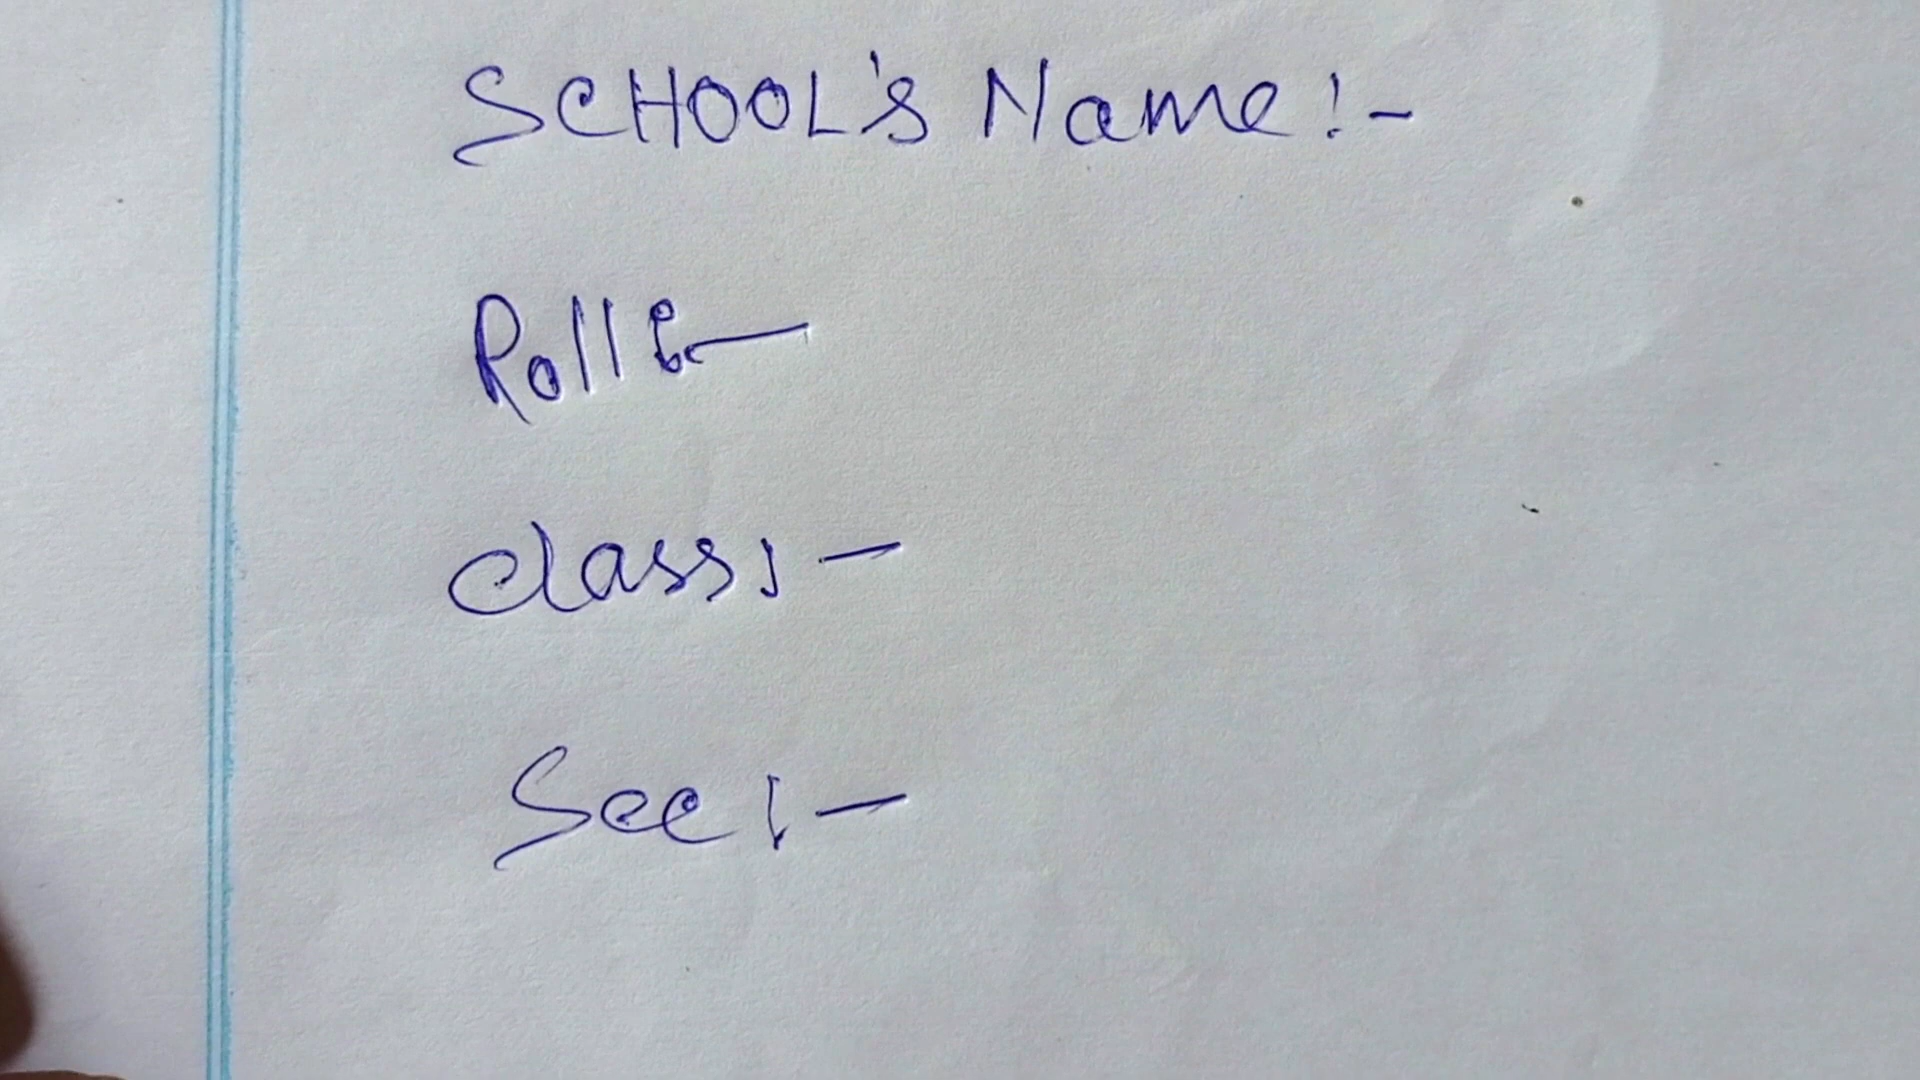 SCHOOL's Name :-
Roll :-
class :-
Sec :-